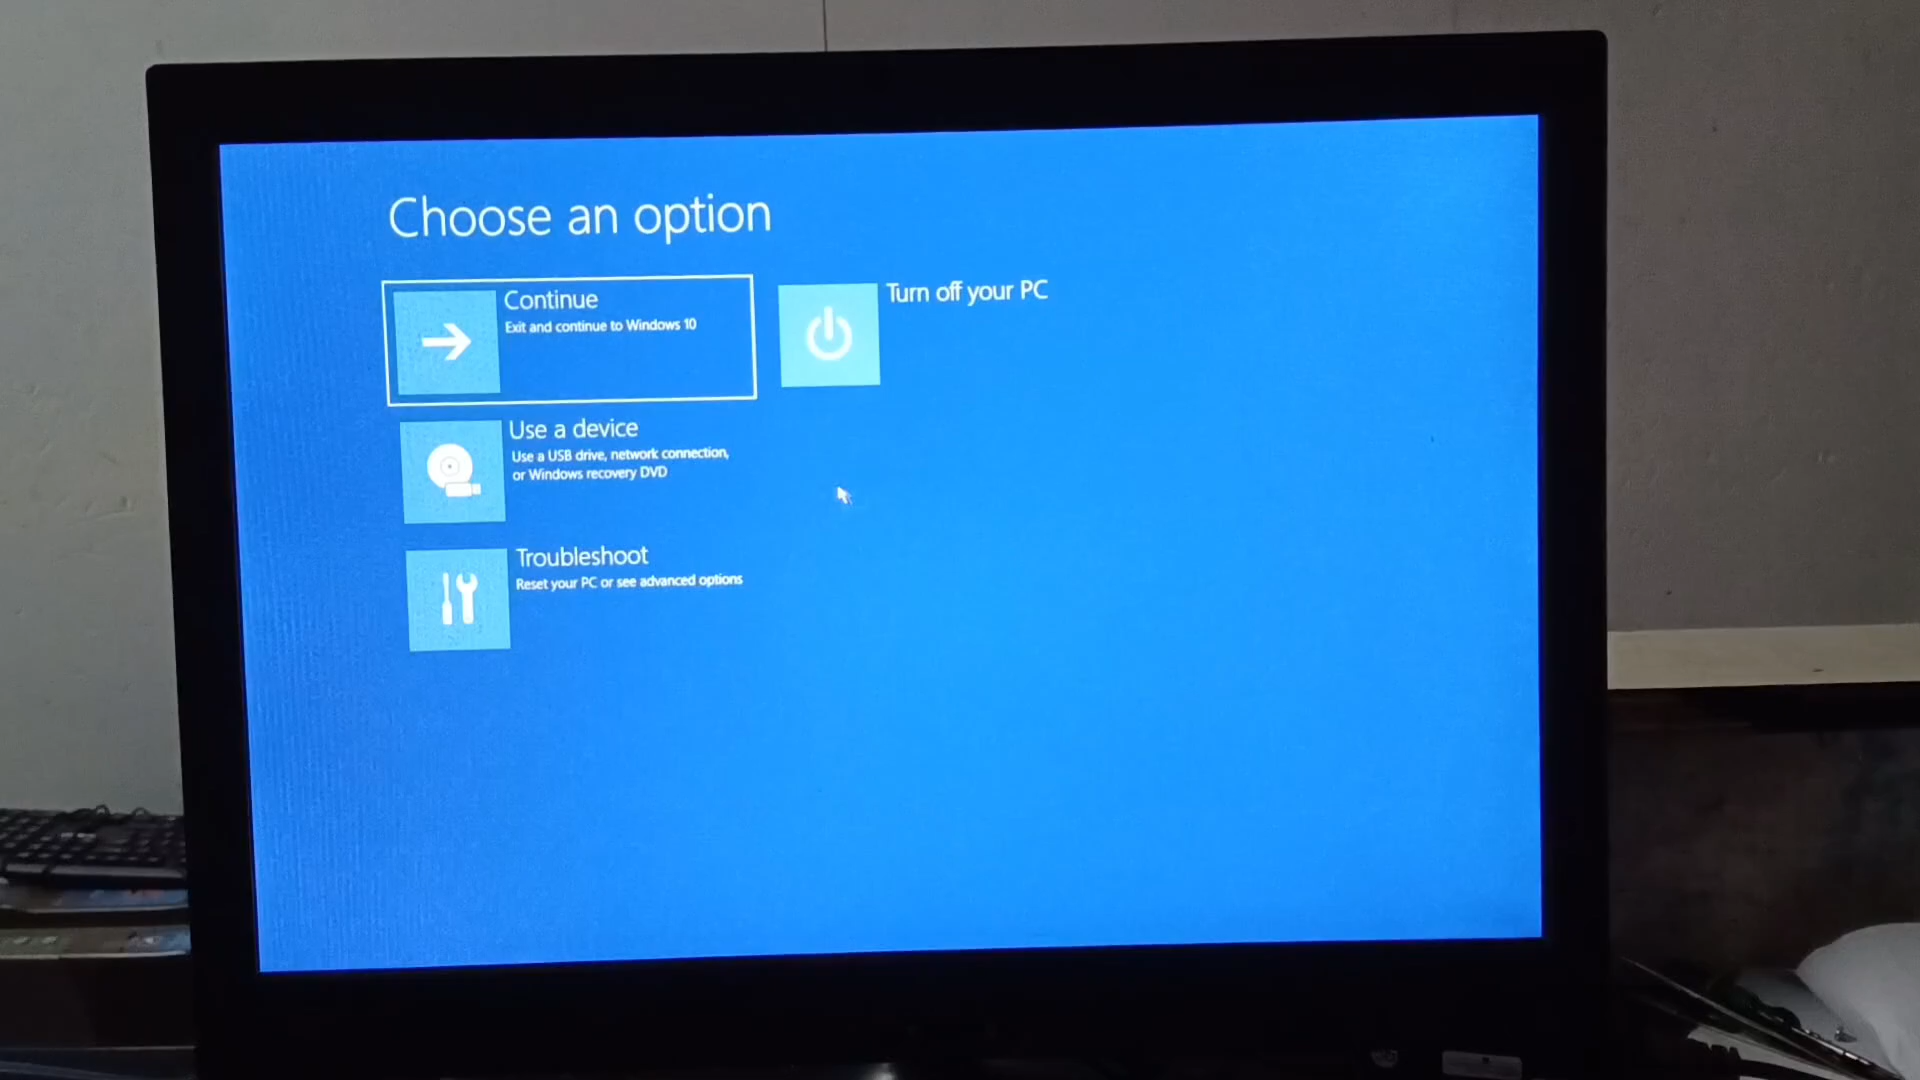 Choose an option
Continue
Exit and continue to Windows 10
Turn off your PC
Use a device
Use a USB drive, network connection,
or Windows recovery DVD
Troubleshoot
Reset your PC or see advanced options